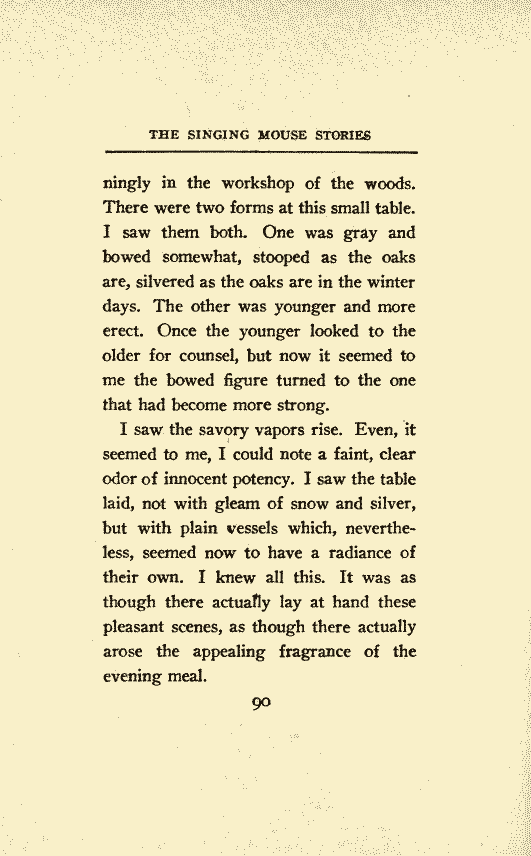 THE SINGING MOUSE STORIES
ningly in the workshop of the woods.
There were two forms at this small table.
I saw them both. One was gray and
bowed somewhat, stooped as the oaks
are, silvered as the oaks are in the winter
days. The other was younger and more
erect. Once the younger looked to the
older for counsel, but now it seemed to
me the bowed figure turned to the one
that had become more strong.
I saw the savory vapors rise. Even, it
seemed to me, I could note a faint, clear
odor of innocent potency. I saw the table
laid, not with gleam of snow and silver,
but with plain vessels which, neverthe-
less, seemed now to have a radiance of
their own. I knew all this. It was as
though there actually lay at hand these
pleasant scenes, as though there actually
arose the appealing fragrance of the
evening meal.
90